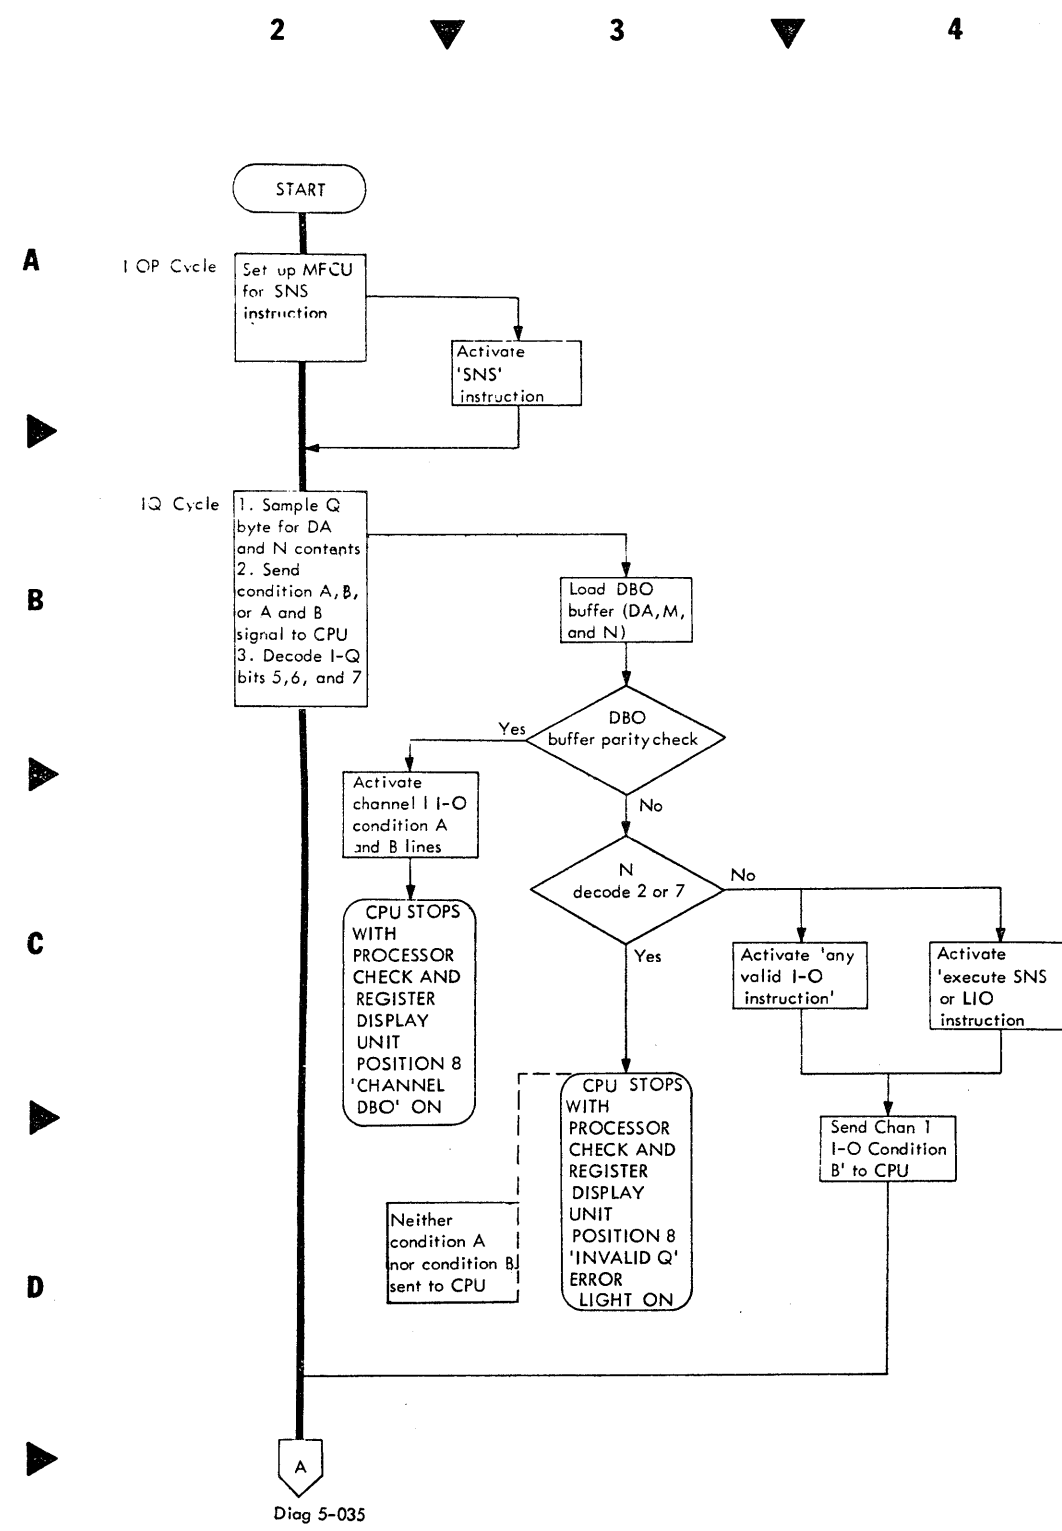 2 3 4
START
A
I OP Cycle
Set up MFCU
for SNS
instruction
Activate
'SNS'
instruction
IQ Cycle
1. Sample Q
byte for DA
and N contents
2. Send
condition A, B,
or A and B
signal to CPU
3. Decode I-Q
bits 5,6, and 7
B
Load DBO
buffer (DA, M,
and N)
DBO
buffer parity check
Yes
No
Activate
channel I I-O
condition A
and B lines
N
decode 2 or 7
No
Yes
C
CPU STOPS
WITH
PROCESSOR
CHECK AND
REGISTER
DISPLAY
UNIT
POSITION 8
'CHANNEL
DBO' ON
Activate 'any
valid I-O
instruction'
Activate
'execute SNS
or LIO
instruction
CPU STOPS
WITH
PROCESSOR
CHECK AND
REGISTER
DISPLAY
UNIT
POSITION 8
'INVALID Q'
ERROR
LIGHT ON
Send Chan 1
I-O Condition
B' to CPU
Neither
condition A
nor condition B
sent to CPU
D
A
Diag 5-035